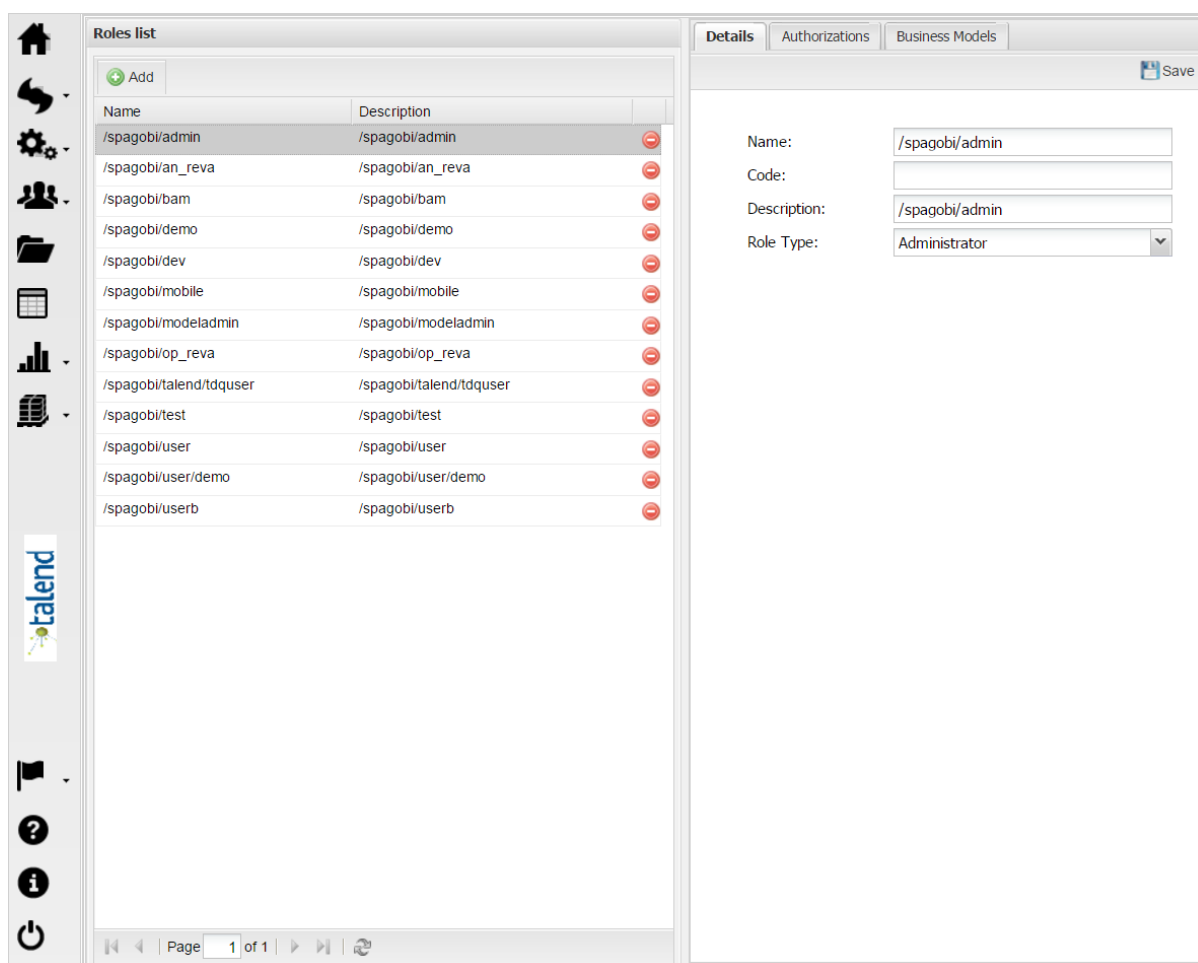 Roles list
Add
Name Description
/spagobi/admin /spagobi/admin
/spagobi/an_reva /spagobi/an_reva
/spagobi/bam /spagobi/bam
/spagobi/demo /spagobi/demo
/spagobi/dev /spagobi/dev
/spagobi/mobile /spagobi/mobile
/spagobi/modeladmin /spagobi/modeladmin
/spagobi/op_reva /spagobi/op_reva
/spagobi/talend/tdquser /spagobi/talend/tdquser
/spagobi/test /spagobi/test
/spagobi/user /spagobi/user
/spagobi/user/demo /spagobi/user/demo
/spagobi/userb /spagobi/userb
Page 1 of 1
talend
Details Authorizations Business Models
Save
Name: /spagobi/admin
Code:
Description: /spagobi/admin
Role Type: Administrator